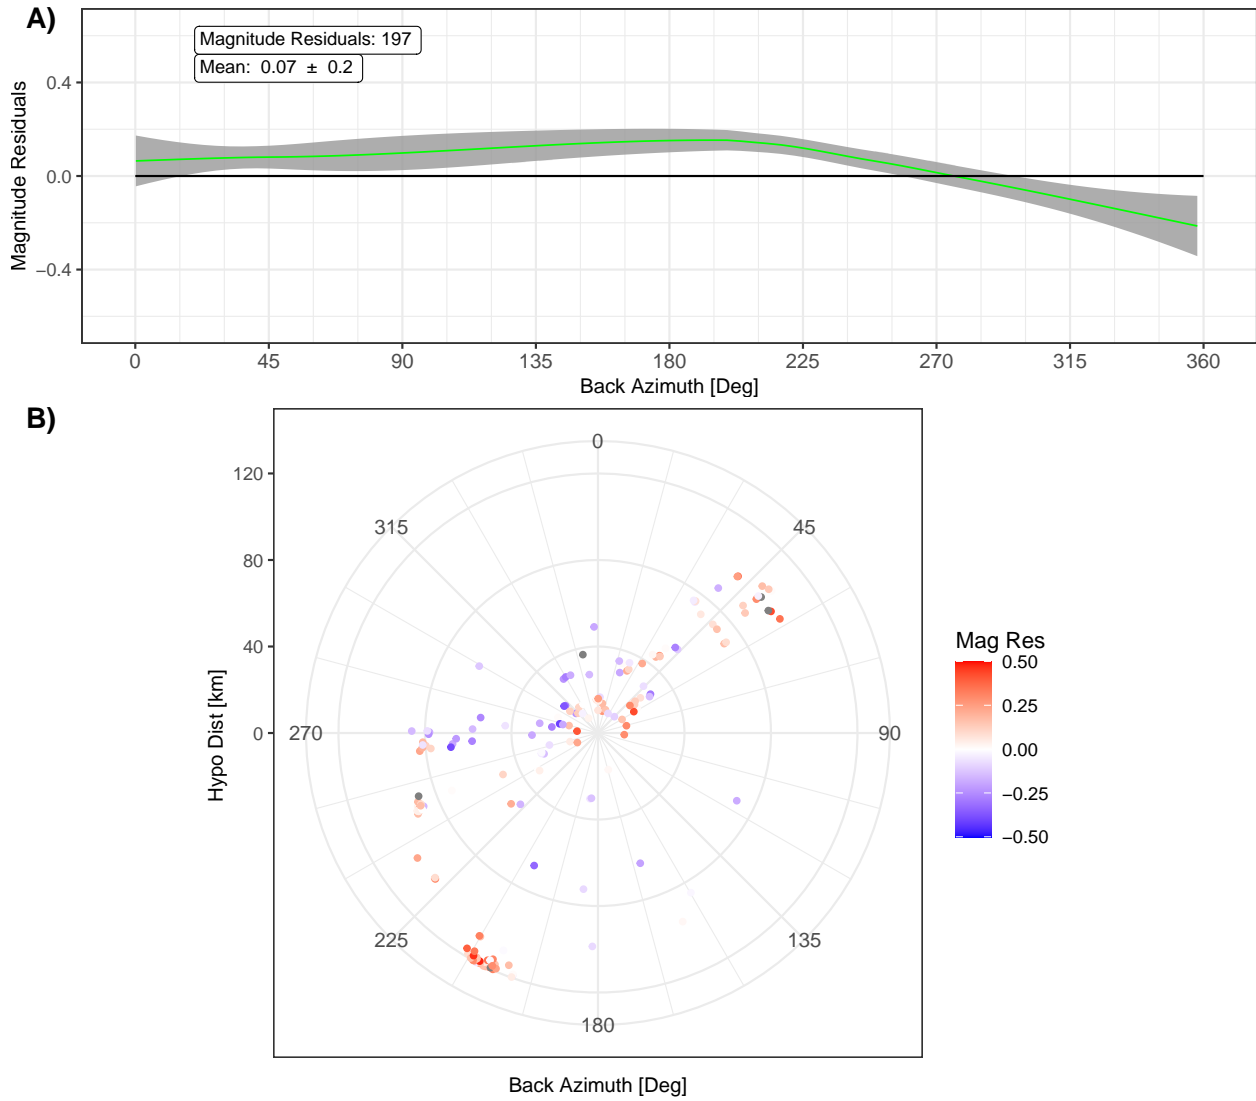 A)
Magnitude Residuals: 197
Mean:  0.07  ±  0.2
Magnitude Residuals
0.4
0.0
−0.4
0 45 90 135 180 225 270 315 360
Back Azimuth [Deg]
B)
Hypo Dist [km]
120
80
40
0
0
45
90
135
180
225
270
315
Back Azimuth [Deg]
Mag Res
0.50
0.25
0.00
−0.25
−0.50